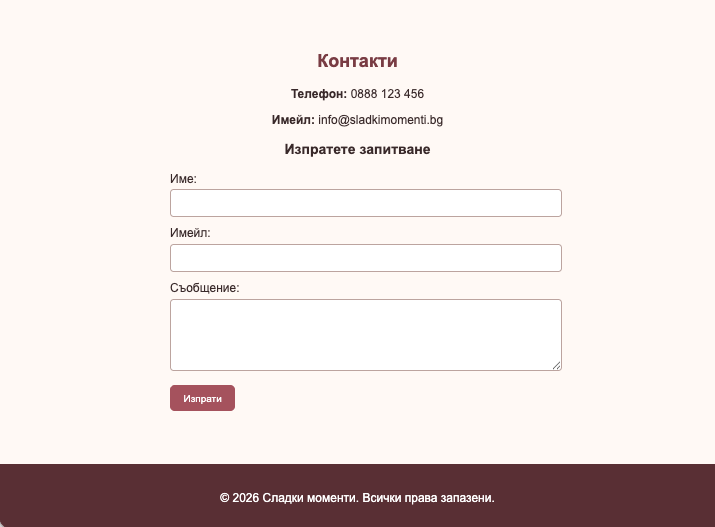 Контакти
Телефон: 0888 123 456
Имейл: info@sladkimomenti.bg
Изпратете запитване
Име:
Имейл:
Съобщение:
Изпрати
© 2026 Сладки моменти. Всички права запазени.